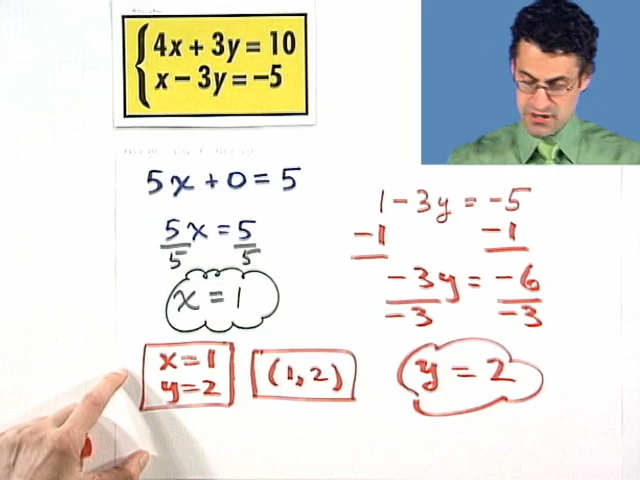 4x + 3y = 10
x − 3y = −5
5x + 0 = 5
5x = 5
5 5
x = 1
x = 1
y = 2
(1, 2)
1 − 3y = −5
−1 −1
−3y = −6
−3 −3
y = 2